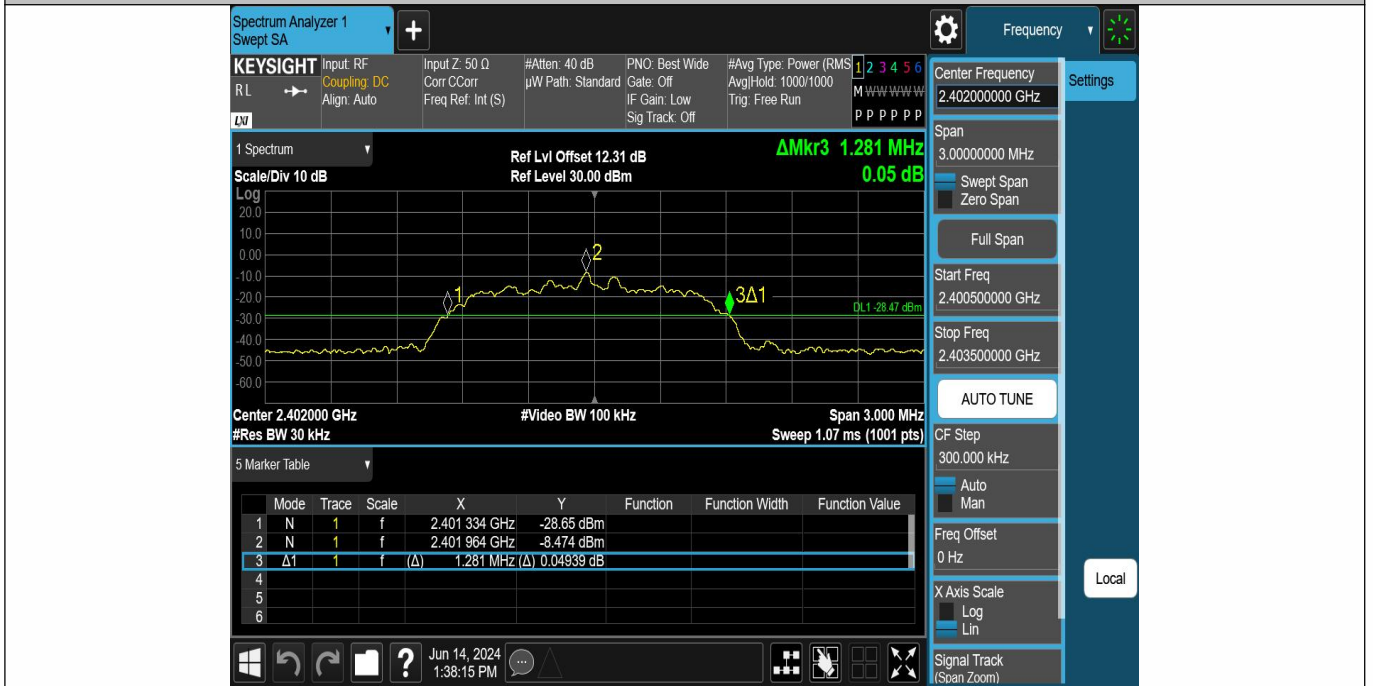 Spectrum Analyzer 1
Swept SA
+
Frequency
KEYSIGHT
RL
LXI
Input: RF
Coupling: DC
Align: Auto
Input Z: 50 Ω
Corr CCorr
Freq Ref: Int (S)
#Atten: 40 dB
µW Path: Standard
PNO: Best Wide
Gate: Off
IF Gain: Low
Sig Track: Off
#Avg Type: Power (RMS
Avg|Hold: 1000/1000
Trig: Free Run
1 2 3 4 5 6
M W W W W W
P P P P P P
Center Frequency
2.402000000 GHz
Settings
Span
3.00000000 MHz
Swept Span
Zero Span
Full Span
Start Freq
2.400500000 GHz
Stop Freq
2.403500000 GHz
AUTO TUNE
CF Step
300.000 kHz
Auto
Man
Freq Offset
0 Hz
X Axis Scale
Log
Lin
Signal Track
(Span Zoom)
Local
1 Spectrum
Scale/Div 10 dB
Ref Lvl Offset 12.31 dB
Ref Level 30.00 dBm
ΔMkr3 1.281 MHz
0.05 dB
Log
20.0
10.0
0.00
-10.0
-20.0
-30.0
-40.0
-50.0
-60.0
1
2
3Δ1
DL1 -28.47 dBm
Center 2.402000 GHz
#Video BW 100 kHz
Span 3.000 MHz
#Res BW 30 kHz
Sweep 1.07 ms (1001 pts)
5 Marker Table
Mode Trace Scale X Y Function Function Width Function Value
1 N 1 f 2.401 334 GHz -28.65 dBm
2 N 1 f 2.401 964 GHz -8.474 dBm
3 Δ1 1 f (Δ) 1.281 MHz (Δ) 0.04939 dB
4
5
6
?
Jun 14, 2024
1:38:15 PM